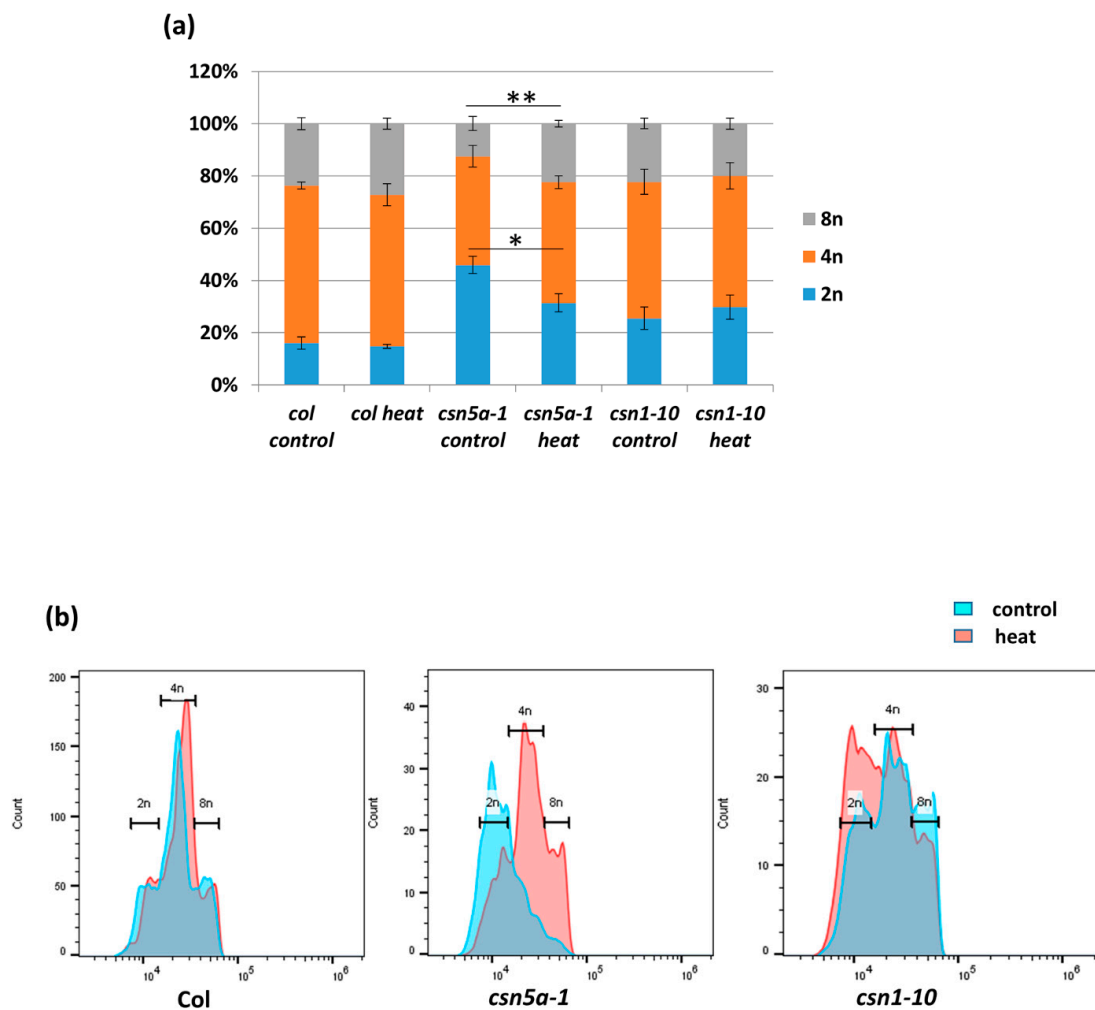 (a)
120%
100%
80%
60%
40%
20%
0%
**
*
8n
4n
2n
col control
col heat
csn5a-1 control
csn5a-1 heat
csn1-10 control
csn1-10 heat
(b)
control
heat
200
150
100
50
0
Count
2n
4n
8n
10^4
10^5
10^6
Col
40
30
20
10
0
Count
2n
4n
8n
10^4
10^5
10^6
csn5a-1
30
20
10
0
Count
2n
4n
8n
10^4
10^5
10^6
csn1-10